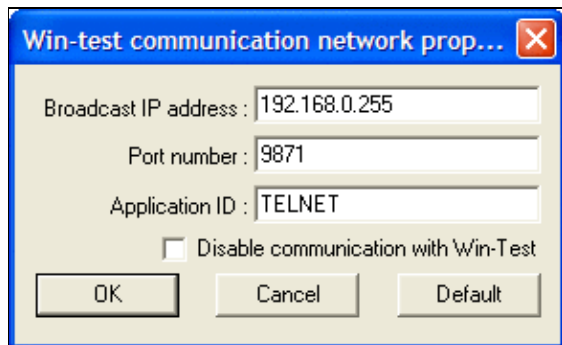 Win-test communication network prop...
Broadcast IP address : 192.168.0.255
Port number : 9871
Application ID : TELNET
Disable communication with Win-Test
OK Cancel Default